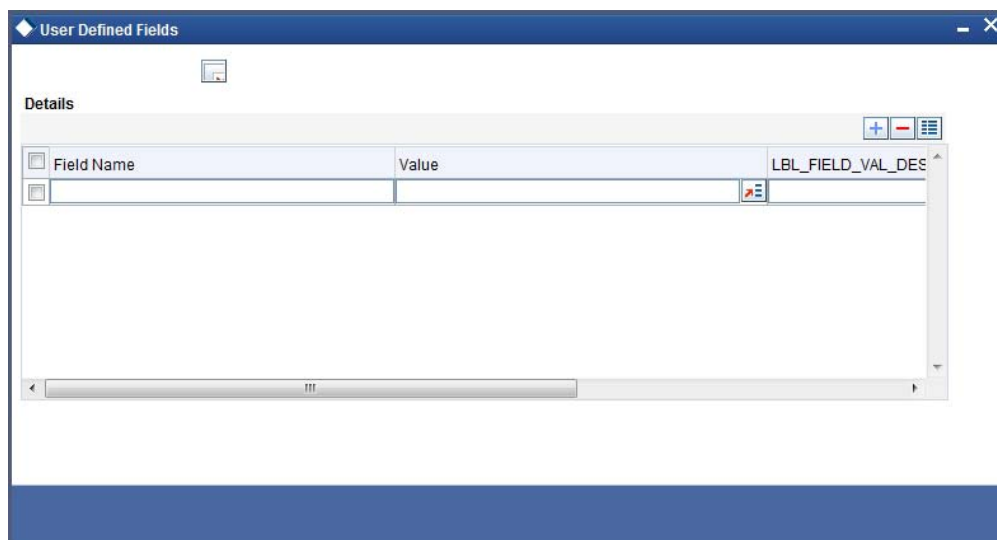 User Defined Fields
Details
Field Name Value LBL_FIELD_VAL_DES